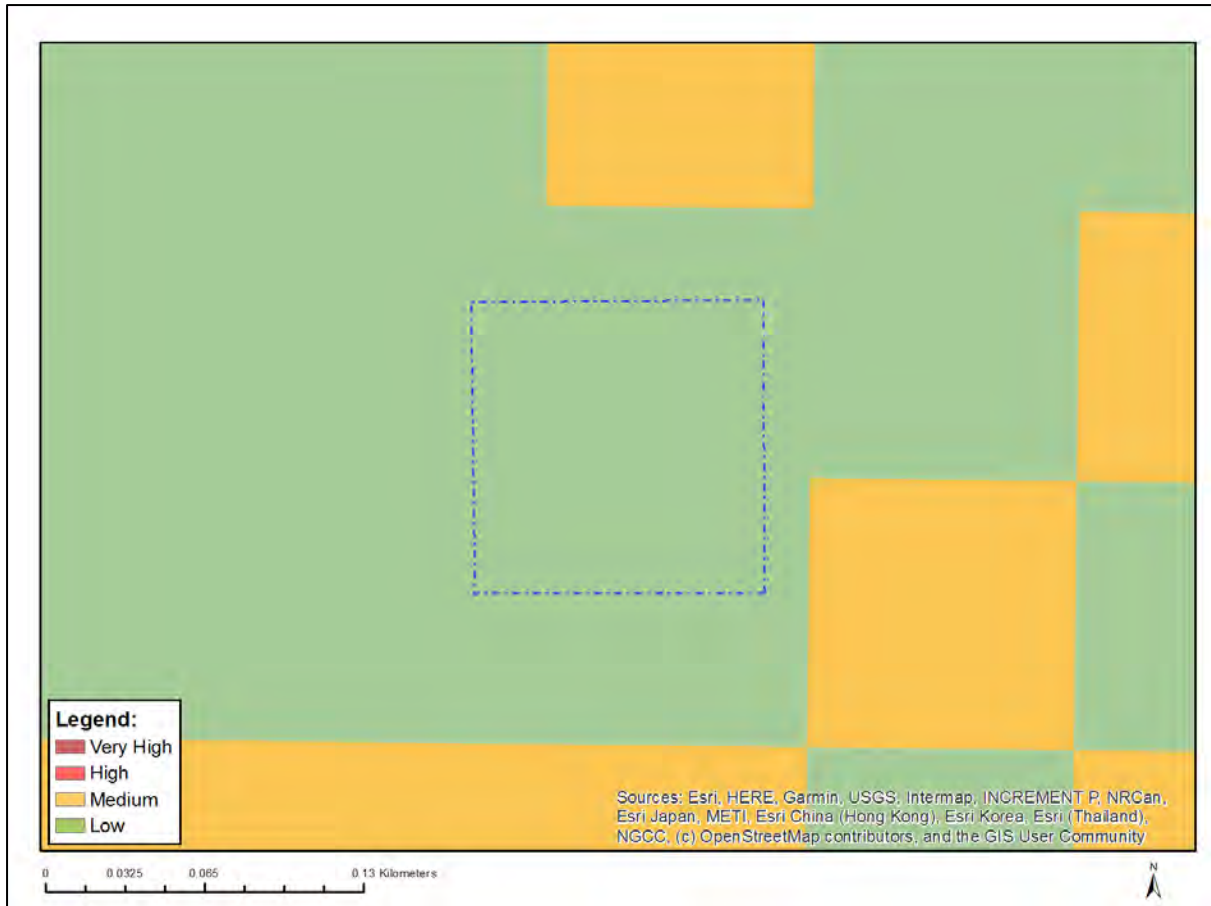 Legend:
Very High
High
Medium
Low
Sources: Esri, HERE, Garmin, USGS, Intermap, INCREMENT P, NRCan,
Esri Japan, METI, Esri China (Hong Kong), Esri Korea, Esri (Thailand),
NGCC, (c) OpenStreetMap contributors, and the GIS User Community
0 0.0325 0.065 0.13 Kilometers
N